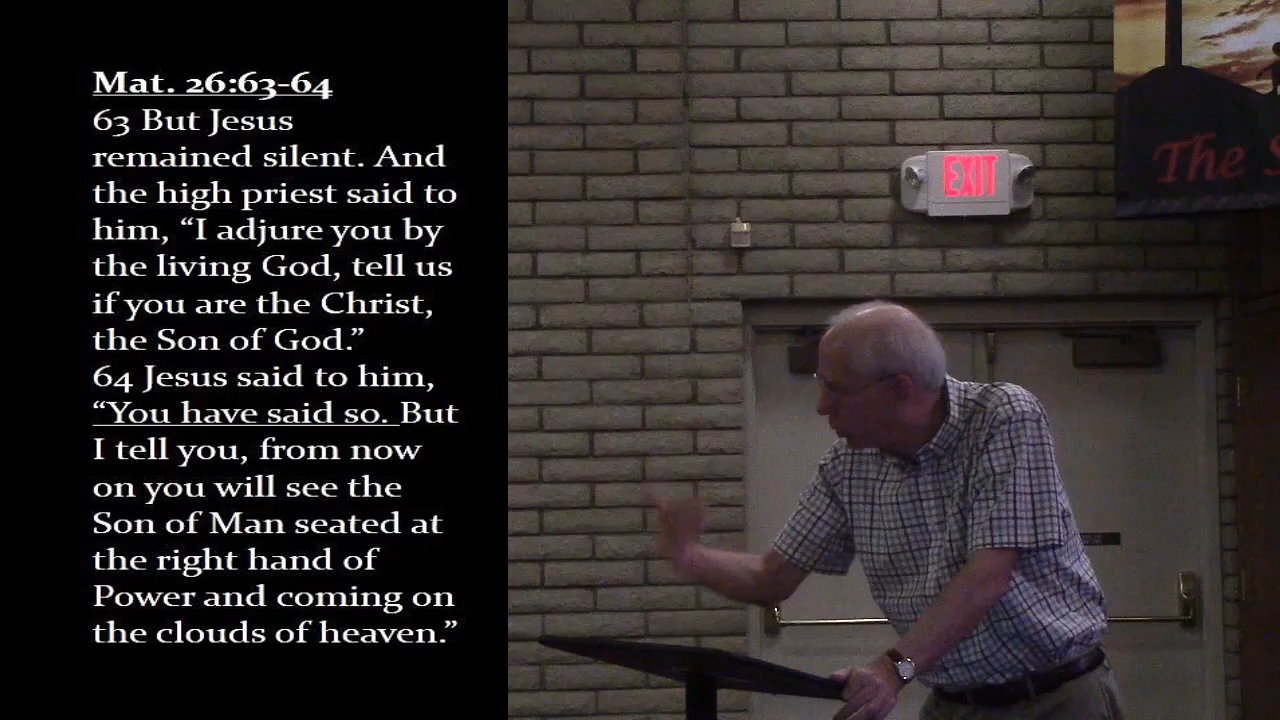 Mat. 26:63-64
63 But Jesus
remained silent. And
the high priest said to
him, “I adjure you by
the living God, tell us
if you are the Christ,
the Son of God.”
64 Jesus said to him,
“You have said so. But
I tell you, from now
on you will see the
Son of Man seated at
the right hand of
Power and coming on
the clouds of heaven.”
EXIT
The